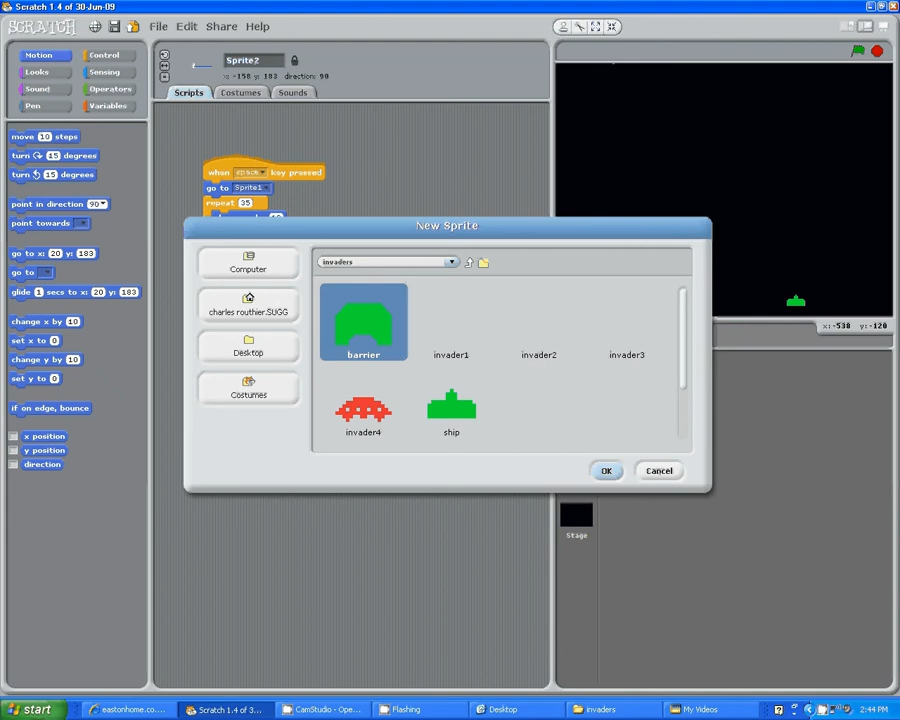 Scratch 1.4 of 30-Jun-09
SCRATCH
File Edit Share Help
Motion Control
Looks Sensing
Sound Operators
Pen Variables
Sprite2
x: -158 y: 183 direction: 90
Scripts Costumes Sounds
move 10 steps
turn 15 degrees
turn 15 degrees
point in direction 90
point towards
go to x: 20 y: 183
go to
glide 1 secs to x: 20 y: 183
change x by 10
set x to 0
change y by 10
set y to 0
if on edge, bounce
x position
y position
direction
when space key pressed
go to Sprite1
repeat 35
New Sprite
Computer
charles routhier.SUGG
Desktop
Costumes
invaders
barrier invader1 invader2 invader3
invader4 ship
OK Cancel
x: -538 y: -120
Stage
start
eastonhome.co...
Scratch 1.4 of 3...
CamStudio - Ope...
Flashing
Desktop
invaders
My Videos
2:44 PM